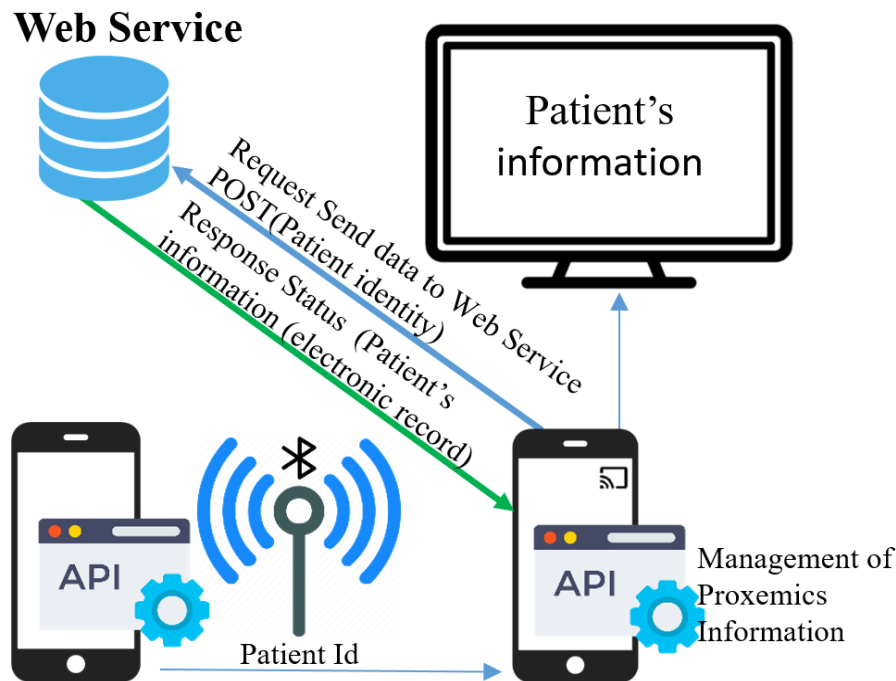 Web Service
Patient's
information
Request Send data to Web Service
POST(Patient identity)
Response Status (Patient's
information (electronic record)
API
Patient Id
API
Management of
Proxemics
Information